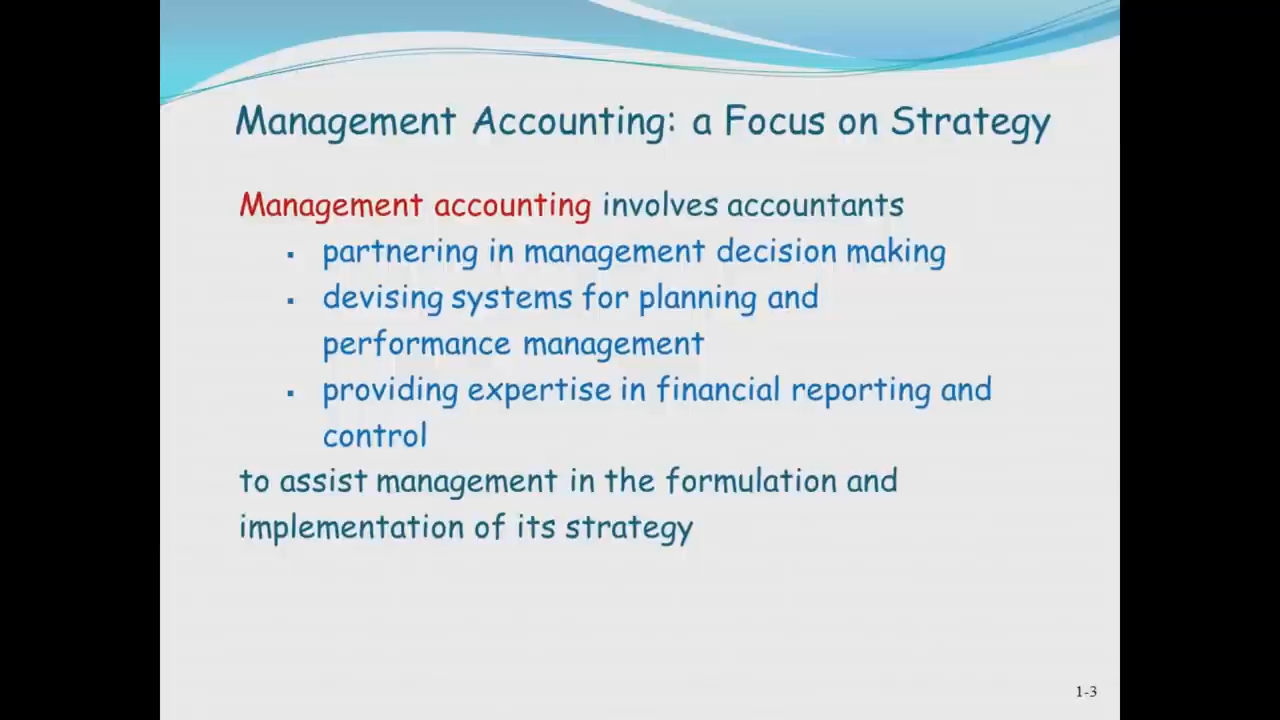 Management Accounting: a Focus on Strategy
Management accounting involves accountants
▪ partnering in management decision making
▪ devising systems for planning and
performance management
▪ providing expertise in financial reporting and
control
to assist management in the formulation and
implementation of its strategy
1-3